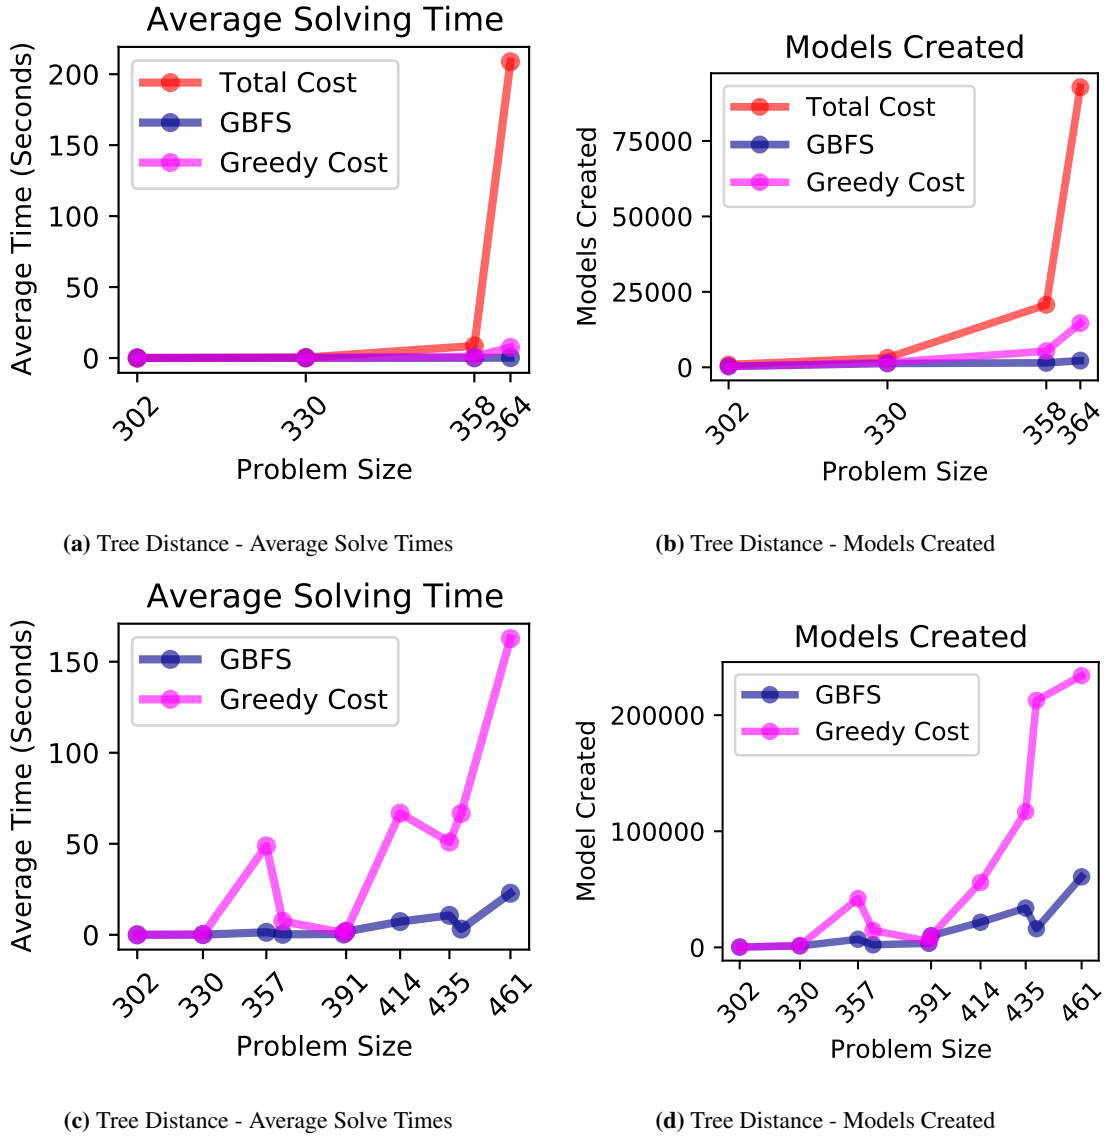 Average Solving Time
Average Time (Seconds)
200
150
100
50
0
Total Cost
GBFS
Greedy Cost
302
330
358
364
Problem Size
(a) Tree Distance - Average Solve Times
Models Created
Models Created
75000
50000
25000
0
Total Cost
GBFS
Greedy Cost
302
330
358
364
Problem Size
(b) Tree Distance - Models Created
Average Solving Time
Average Time (Seconds)
150
100
50
0
GBFS
Greedy Cost
302
330
357
391
414
435
461
Problem Size
(c) Tree Distance - Average Solve Times
Models Created
Model Created
200000
100000
0
GBFS
Greedy Cost
302
330
357
391
414
435
461
Problem Size
(d) Tree Distance - Models Created